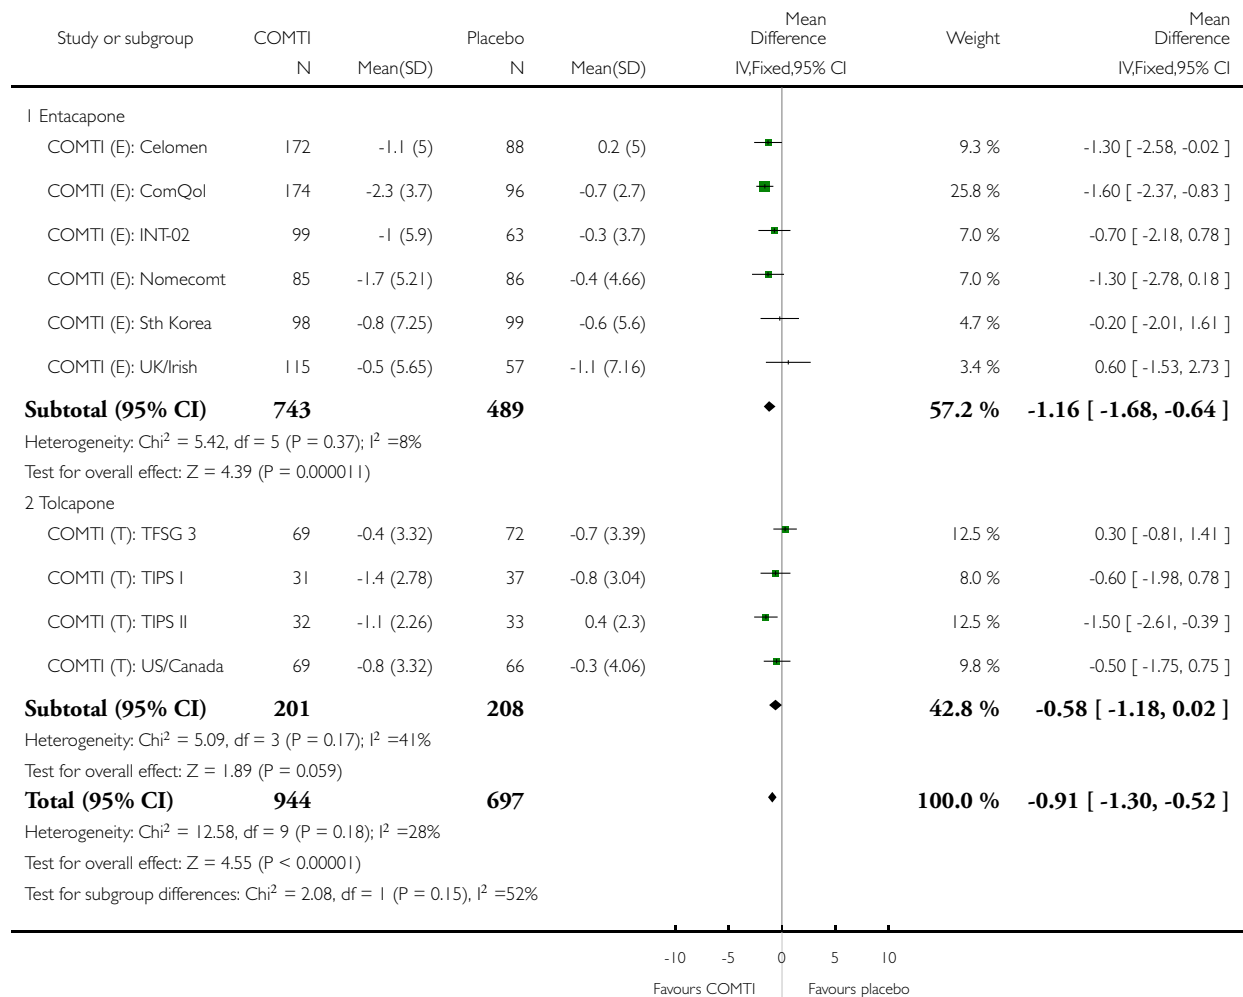 Study or subgroup COMTI Placebo Mean Difference Weight Mean Difference
N Mean(SD) N Mean(SD) IV,Fixed,95% CI IV,Fixed,95% CI
1 Entacapone
COMTI (E): Celomen 172 -1.1 (5) 88 0.2 (5) 9.3 % -1.30 [ -2.58, -0.02 ]
COMTI (E): ComQol 174 -2.3 (3.7) 96 -0.7 (2.7) 25.8 % -1.60 [ -2.37, -0.83 ]
COMTI (E): INT-02 99 -1 (5.9) 63 -0.3 (3.7) 7.0 % -0.70 [ -2.18, 0.78 ]
COMTI (E): Nomecomt 85 -1.7 (5.21) 86 -0.4 (4.66) 7.0 % -1.30 [ -2.78, 0.18 ]
COMTI (E): Sth Korea 98 -0.8 (7.25) 99 -0.6 (5.6) 4.7 % -0.20 [ -2.01, 1.61 ]
COMTI (E): UK/Irish 115 -0.5 (5.65) 57 -1.1 (7.16) 3.4 % 0.60 [ -1.53, 2.73 ]
Subtotal (95% CI) 743 489 57.2 % -1.16 [ -1.68, -0.64 ]
Heterogeneity: Chi² = 5.42, df = 5 (P = 0.37); I² =8%
Test for overall effect: Z = 4.39 (P = 0.000011)
2 Tolcapone
COMTI (T): TFSG 3 69 -0.4 (3.32) 72 -0.7 (3.39) 12.5 % 0.30 [ -0.81, 1.41 ]
COMTI (T): TIPS I 31 -1.4 (2.78) 37 -0.8 (3.04) 8.0 % -0.60 [ -1.98, 0.78 ]
COMTI (T): TIPS II 32 -1.1 (2.26) 33 0.4 (2.3) 12.5 % -1.50 [ -2.61, -0.39 ]
COMTI (T): US/Canada 69 -0.8 (3.32) 66 -0.3 (4.06) 9.8 % -0.50 [ -1.75, 0.75 ]
Subtotal (95% CI) 201 208 42.8 % -0.58 [ -1.18, 0.02 ]
Heterogeneity: Chi² = 5.09, df = 3 (P = 0.17); I² =41%
Test for overall effect: Z = 1.89 (P = 0.059)
Total (95% CI) 944 697 100.0 % -0.91 [ -1.30, -0.52 ]
Heterogeneity: Chi² = 12.58, df = 9 (P = 0.18); I² =28%
Test for overall effect: Z = 4.55 (P < 0.00001)
Test for subgroup differences: Chi² = 2.08, df = 1 (P = 0.15), I² =52%
-10 -5 0 5 10
Favours COMTI Favours placebo